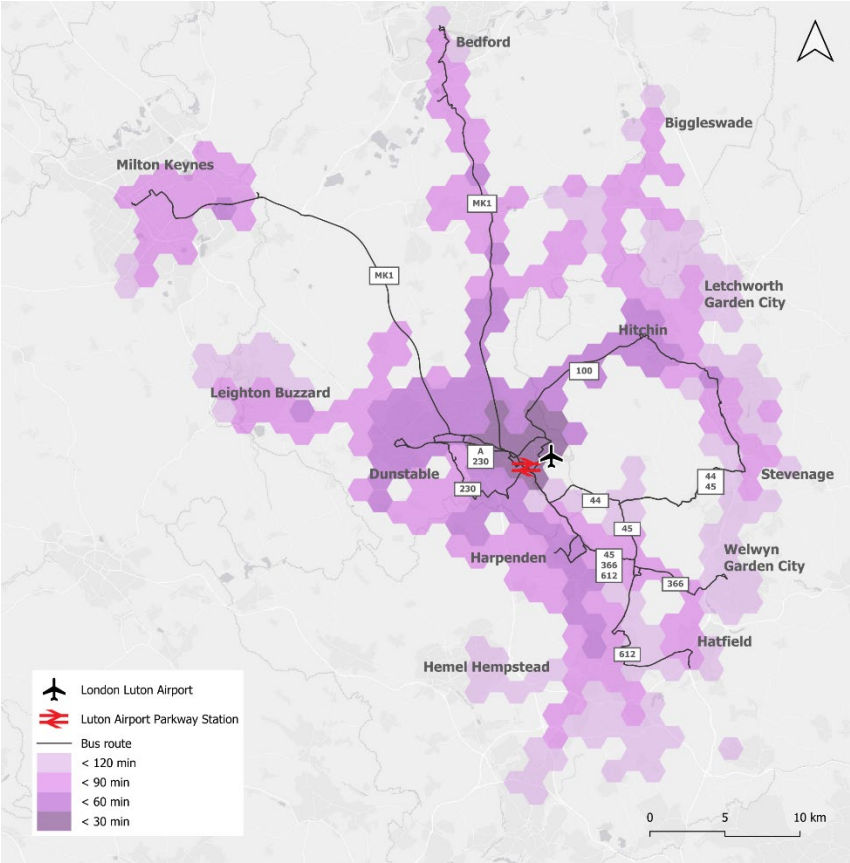 Bedford
Biggleswade
Milton Keynes
MK1
MK1
Letchworth
Garden City
Hitchin
100
Leighton Buzzard
A
230
Dunstable
230
44
44
45
Stevenage
45
Harpenden
45
366
612
366
Welwyn
Garden City
Hatfield
612
Hemel Hempstead
London Luton Airport
Luton Airport Parkway Station
Bus route
< 120 min
< 90 min
< 60 min
< 30 min
0 5 10 km